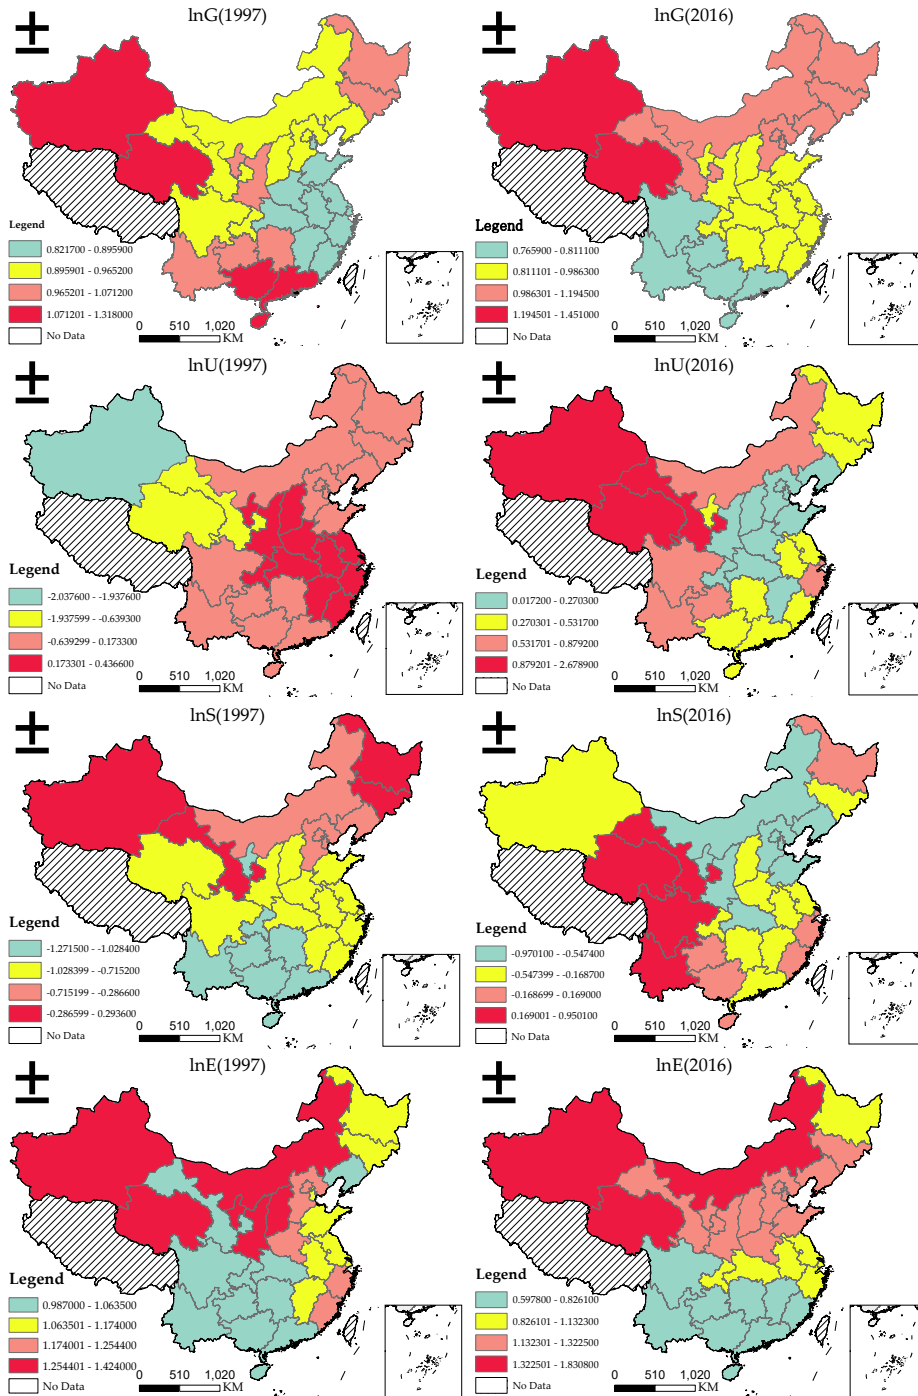 lnG(1997)
Legend
0.821700 - 0.895900
0.895901 - 0.965200
0.965201 - 1.071200
1.071201 - 1.318000
No Data
0 510 1,020
KM
lnG(2016)
Legend
0.765900 - 0.811100
0.811101 - 0.986300
0.986301 - 1.194500
1.194501 - 1.451000
No Data
0 510 1,020
KM
lnU(1997)
Legend
-2.037600 - -1.937600
-1.937599 - -0.639300
-0.639299 - 0.173300
0.173301 - 0.436600
No Data
0 510 1,020
KM
lnU(2016)
Legend
0.017200 - 0.270300
0.270301 - 0.531700
0.531701 - 0.879200
0.879201 - 2.678900
No Data
0 510 1,020
KM
lnS(1997)
Legend
-1.271500 - -1.028400
-1.028399 - -0.715200
-0.715199 - -0.286600
-0.286599 - 0.293600
No Data
0 510 1,020
KM
lnS(2016)
Legend
-0.970100 - -0.547400
-0.547399 - -0.168700
-0.168699 - 0.169000
0.169001 - 0.950100
No Data
0 510 1,020
KM
lnE(1997)
Legend
0.987000 - 1.063500
1.063501 - 1.174000
1.174001 - 1.254400
1.254401 - 1.424000
No Data
0 510 1,020
KM
lnE(2016)
Legend
0.597800 - 0.826100
0.826101 - 1.132300
1.132301 - 1.322500
1.322501 - 1.830800
No Data
0 510 1,020
KM